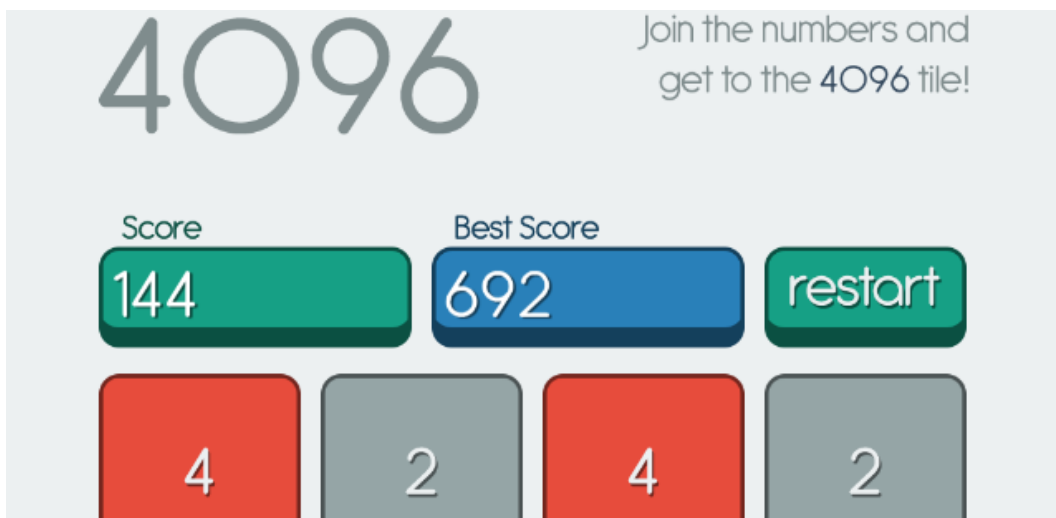 4096
Join the numbers and
get to the 4096 tile!
Score
Best Score
144
692
restart
4
2
4
2